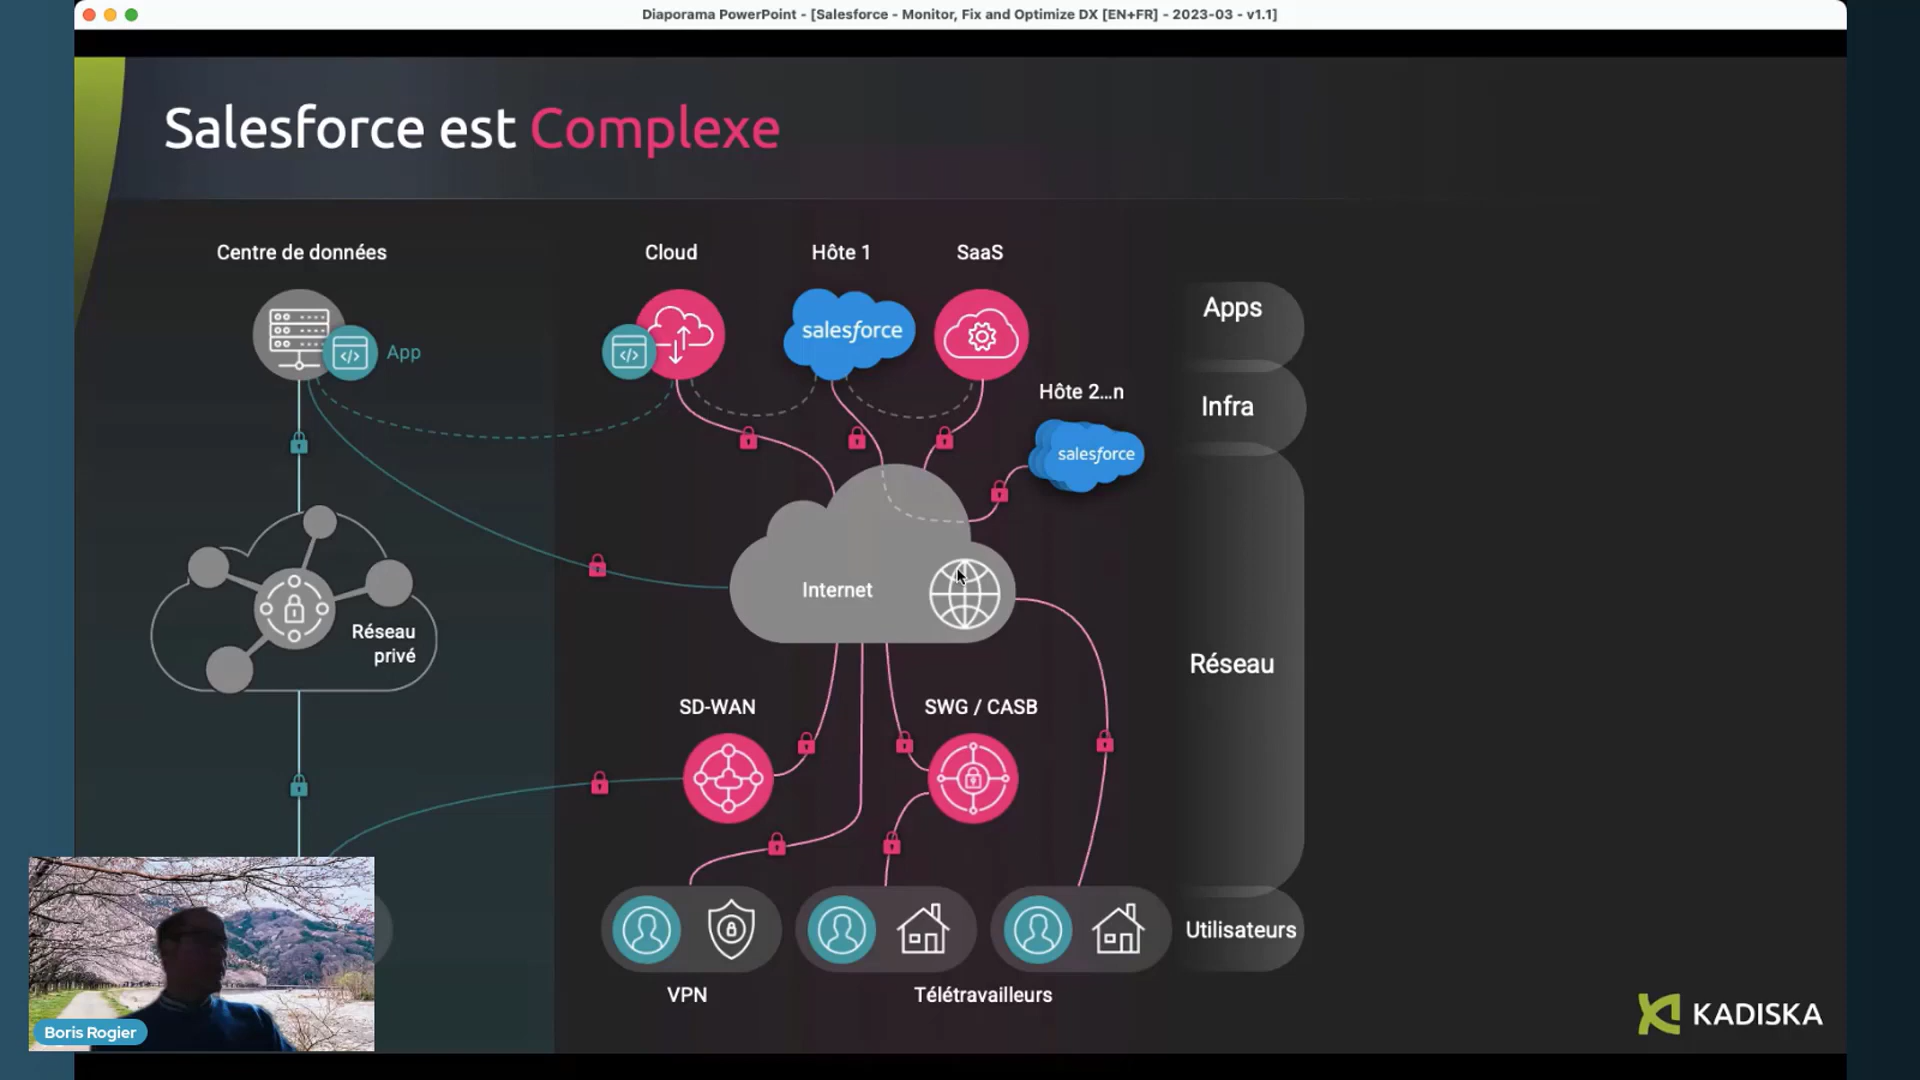 Diaporama PowerPoint - [Salesforce - Monitor, Fix and Optimize DX [EN+FR] - 2023-03 - v1.1]
Salesforce est Complexe
Centre de données
Cloud
Hôte 1
SaaS
Apps
App
salesforce
Hôte 2...n
Infra
salesforce
Internet
Réseau
privé
Réseau
SD-WAN
SWG / CASB
Utilisateurs
VPN
Télétravailleurs
KADISKA
Boris Rogier